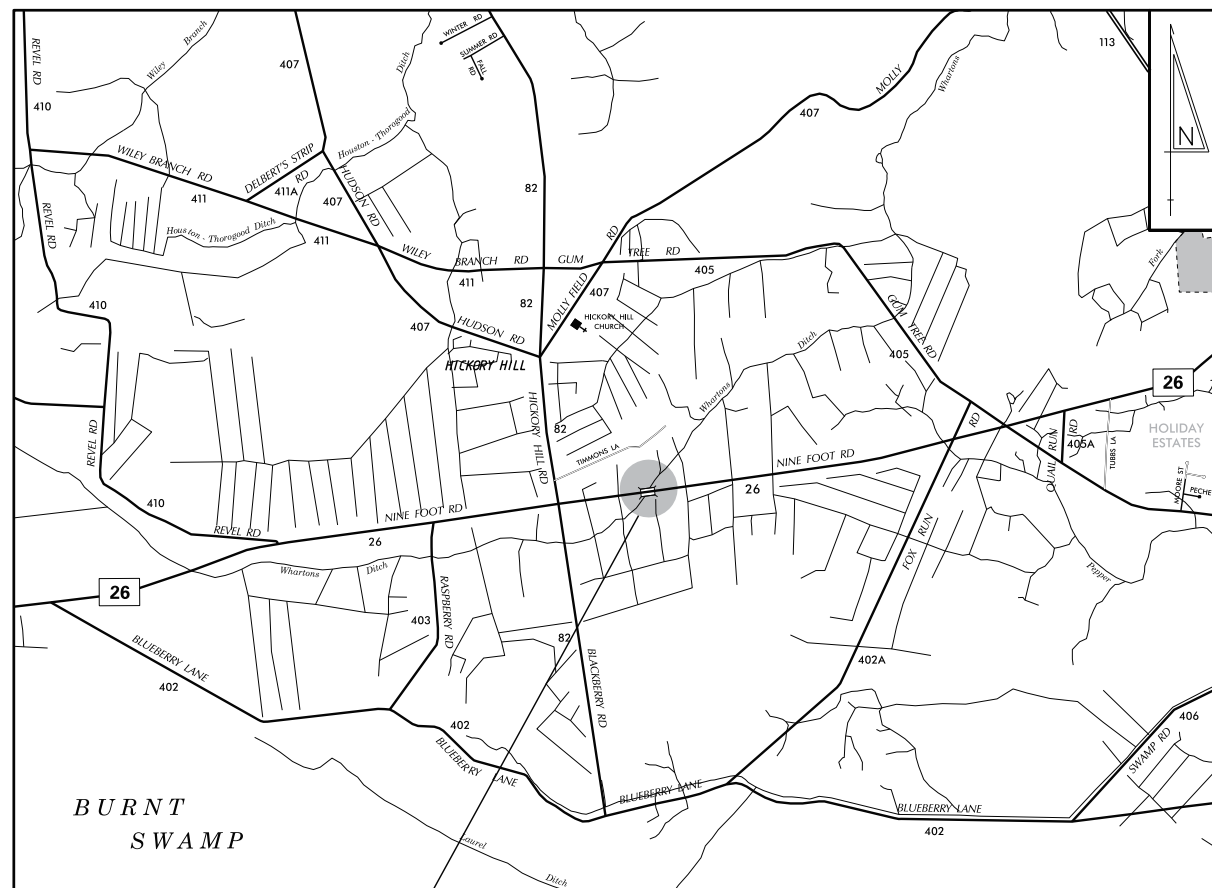 REVEL RD
Wiley Branch
407
WINTER RD
SUMMER RD
FALL RD
Ditch
113
MOLLY
Whartons
410
407
N
WILEY BRANCH RD
DELBERT'S STRIP RD
411A
Houston - Thorogood
HUDSON RD
407
411
82
REVEL RD
Houston - Thorogood Ditch
411
WILEY BRANCH RD
411
GUM TREE RD
405
Fork
410
82
MOLLY FIELD RD
407
HICKORY HILL
CHURCH
407
HUDSON RD
HICKORY HILL
GUM TREE RD
405
Ditch
Whartons
26
HICKORY HILL RD
82
TIMMONS LA
REVEL RD
NINE FOOT RD
26
RD
QUAIL RUN RD
405A
TUBBS LA
HOLIDAY
ESTATES
MOORE ST
PECHE
410
REVEL RD
NINE FOOT RD
26
FOX RUN
Whartons Ditch
Pepper
26
RASPBERRY RD
403
82
BLUEBERRY LANE
402
402A
BLACKBERRY RD
402
BLUEBERRY LANE
406
SWAMP RD
BLUEBERRY LANE
BLUEBERRY LANE
402
BURNT
SWAMP
Laurel
Ditch